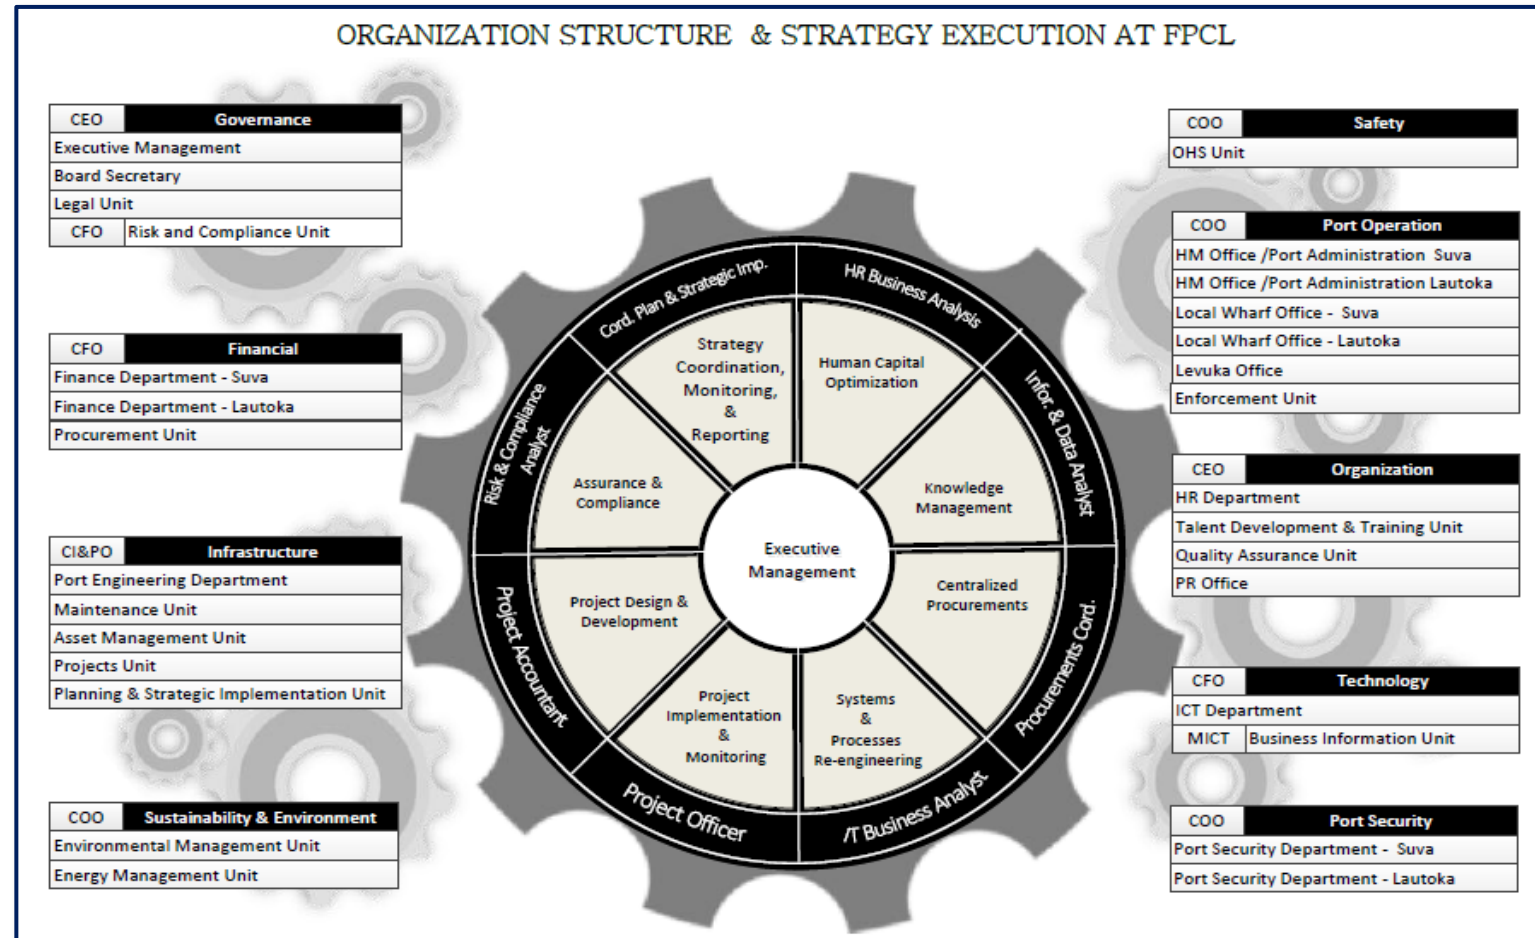 ORGANIZATION STRUCTURE & STRATEGY EXECUTION AT FPCL
CEO Governance
Executive Management
Board Secretary
Legal Unit
CFO Risk and Compliance Unit
CFO Financial
Finance Department - Suva
Finance Department - Lautoka
Procurement Unit
CI&PO Infrastructure
Port Engineering Department
Maintenance Unit
Asset Management Unit
Projects Unit
Planning & Strategic Implementation Unit
COO Sustainability & Environment
Environmental Management Unit
Energy Management Unit
Cord. Plan & Strategic Imp.
HR Business Analysis
Infor. & Data Analyst
Procurements Cord.
IT Business Analyst
Project Officer
Project Accountant
Risk & Compliance
Analyst
Strategy
Coordination,
Monitoring,
&
Reporting
Human Capital
Optimization
Knowledge
Management
Centralized
Procurements
Systems
&
Processes
Re-engineering
Project
Implementation
&
Monitoring
Project Design &
Development
Assurance &
Compliance
Executive
Management
COO Safety
OHS Unit
COO Port Operation
HM Office /Port Administration Suva
HM Office /Port Administration Lautoka
Local Wharf Office - Suva
Local Wharf Office - Lautoka
Levuka Office
Enforcement Unit
CEO Organization
HR Department
Talent Development & Training Unit
Quality Assurance Unit
PR Office
CFO Technology
ICT Department
MICT Business Information Unit
COO Port Security
Port Security Department - Suva
Port Security Department - Lautoka